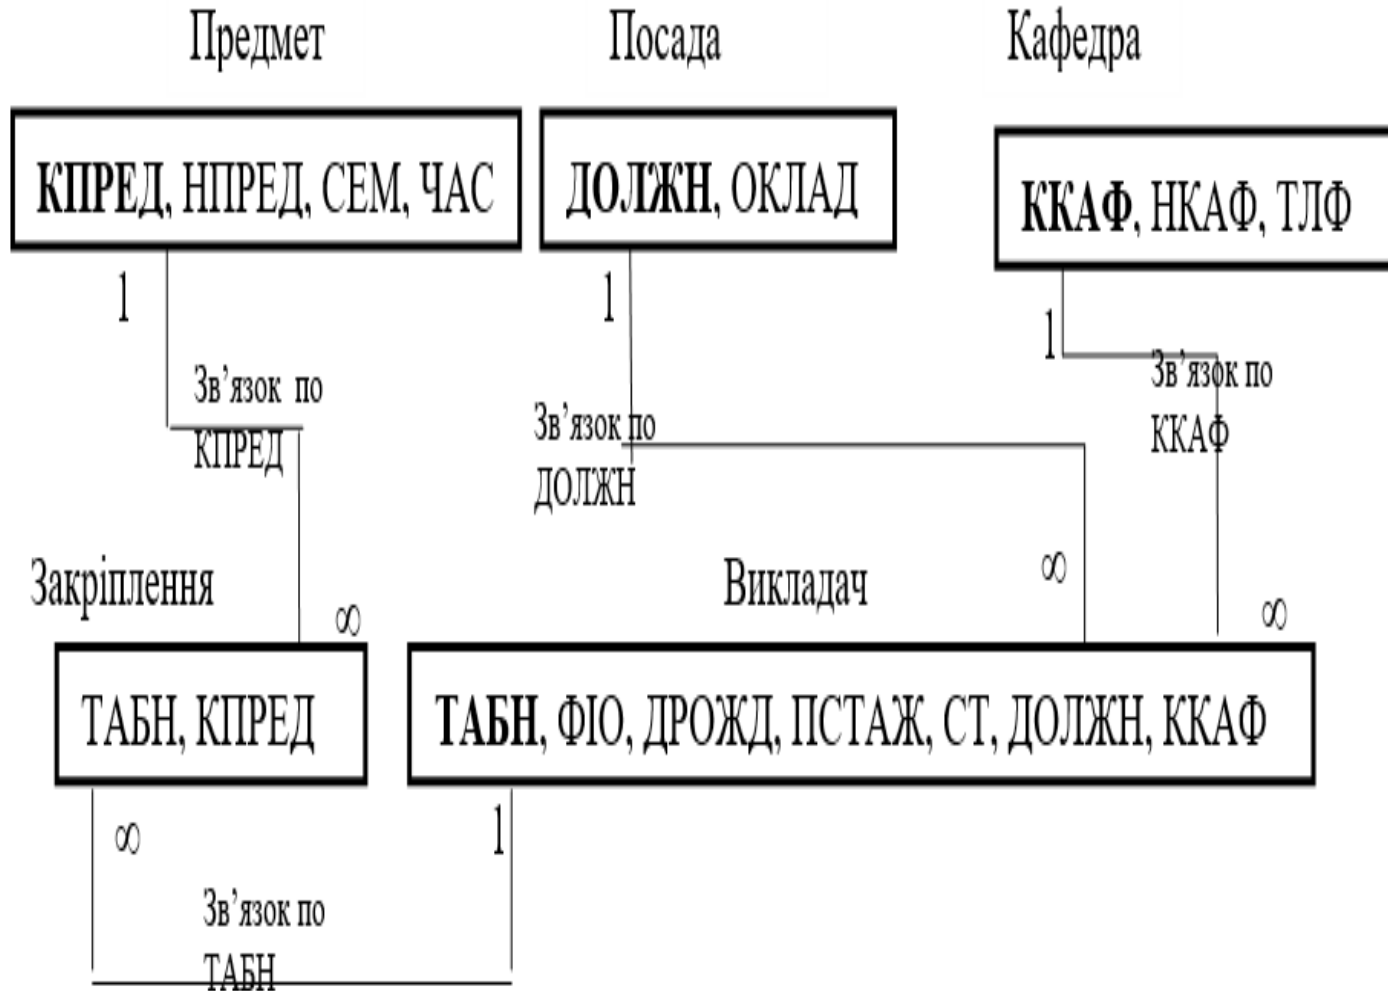 Предмет
Посада
Кафедра
КПРЕД, НПРЕД, СЕМ, ЧАС
ДОЛЖН, ОКЛАД
ККАФ, НКАФ, ТЛФ
1
1
1
Зв’язок по
КПРЕД
Зв’язок по
ДОЛЖН
Зв’язок по
ККАФ
Закріплення
∞
Викладач
∞
∞
ТАБН, КПРЕД
ТАБН, ФІО, ДРОЖД, ПСТАЖ, СТ, ДОЛЖН, ККАФ
∞
1
Зв’язок по
ТАБН